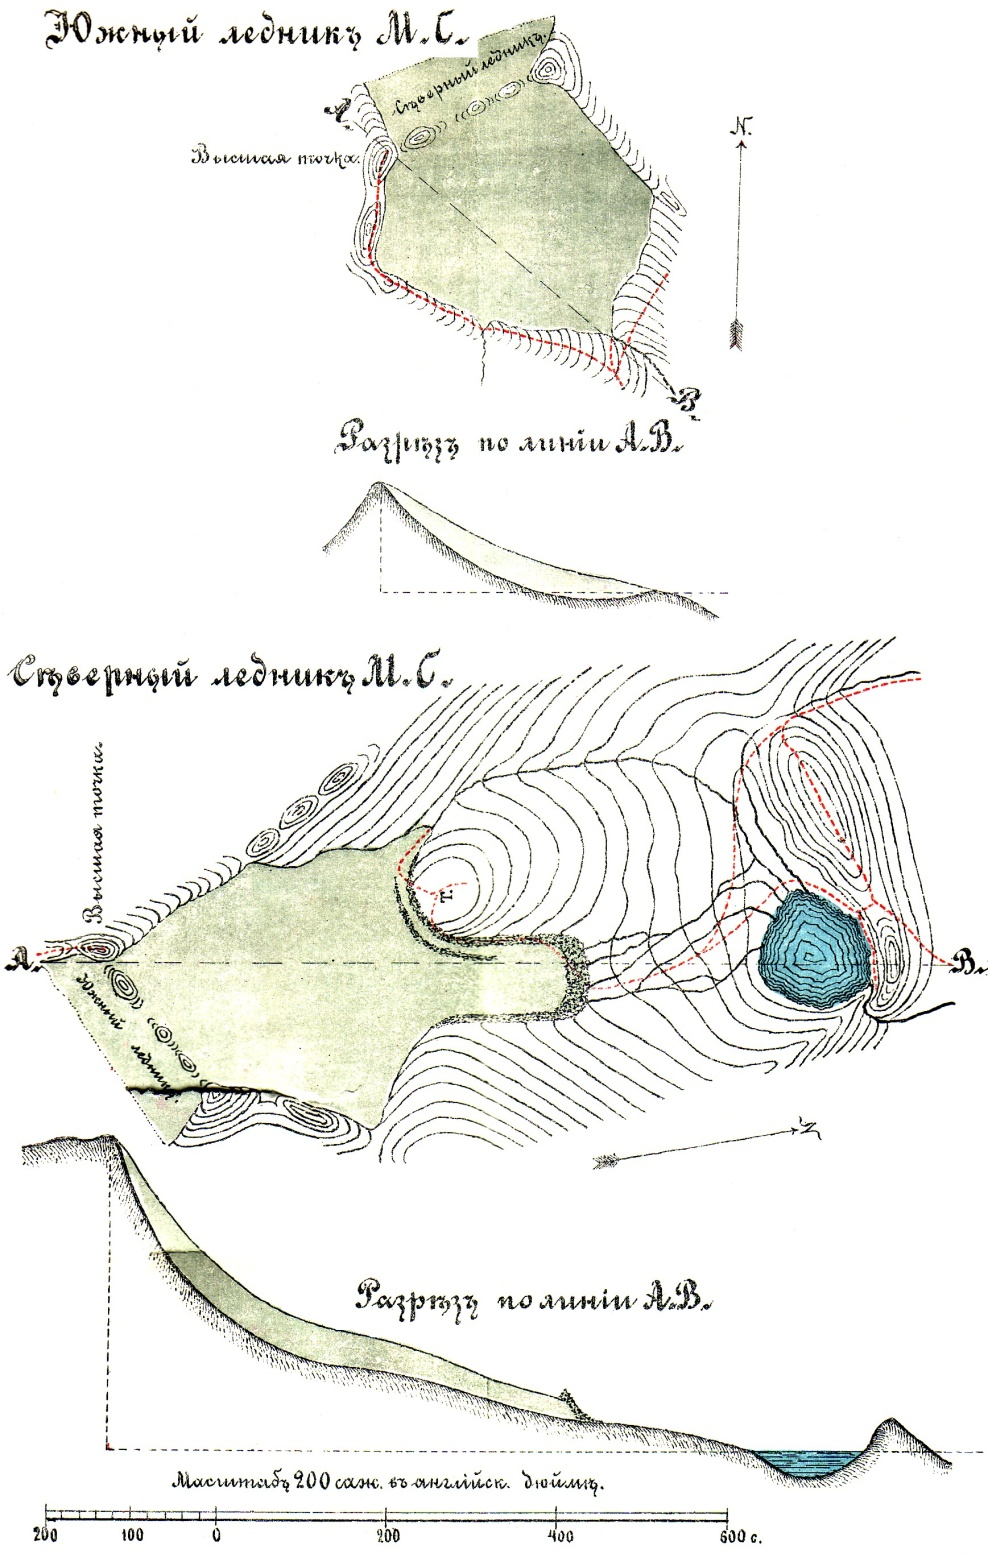 Южный ледникъ М.С.
Сѣверный ледникъ.
А.
N.
Высшая точка.
В.
Разрѣзъ по линіи А.В.
Сѣверный ледникъ М.С.
Высшая точка.
Т
А.
В.
Южный
ледникъ.
N
Разрѣзъ по линіи А.В.
Масштабъ 200 саж. въ англійск. дюймѣ.
200 100 0 200 400 600 с.